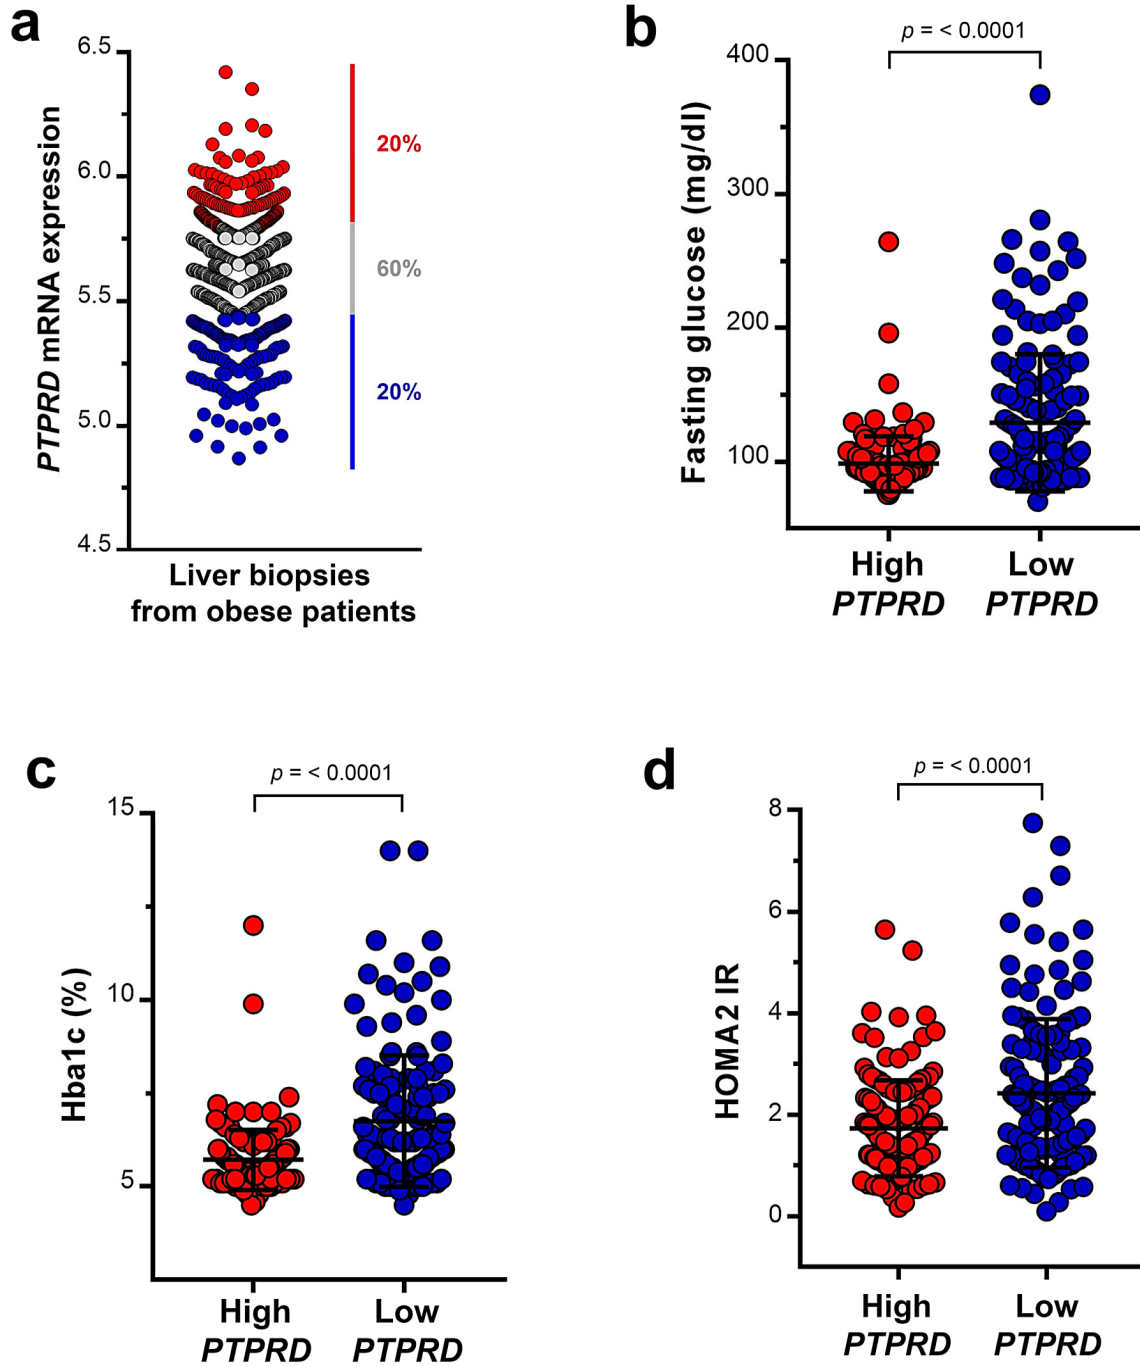 a
PTPRD mRNA expression
6.5
6.0
5.5
5.0
4.5
20%
60%
20%
Liver biopsies
from obese patients
b
p = < 0.0001
Fasting glucose (mg/dl)
400
300
200
100
High
PTPRD
Low
PTPRD
c
p = < 0.0001
Hba1c (%)
15
10
5
High
PTPRD
Low
PTPRD
d
p = < 0.0001
HOMA2 IR
8
6
4
2
0
High
PTPRD
Low
PTPRD